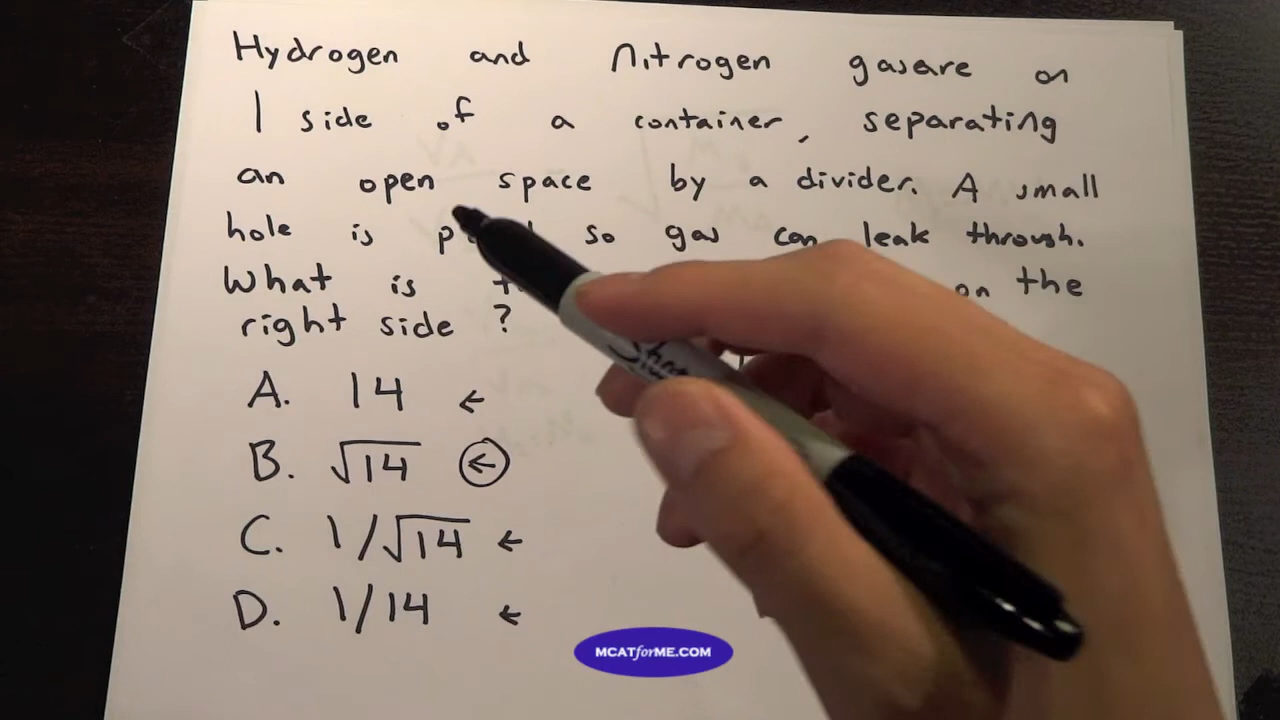 Hydrogen and Nitrogen gas are on
1 side of a container, separating
an open space by a divider. A small
hole is so gas can leak through.
What is on the
right side ?
A. 14 ←
B. √14 ←
C. 1/√14 ←
D. 1/14 ←
MCATforME.COM